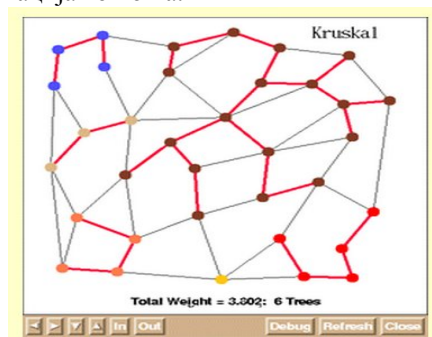 Kruskal
Total Weight = 3.802: 6 Trees
In Out Debug Refresh Close